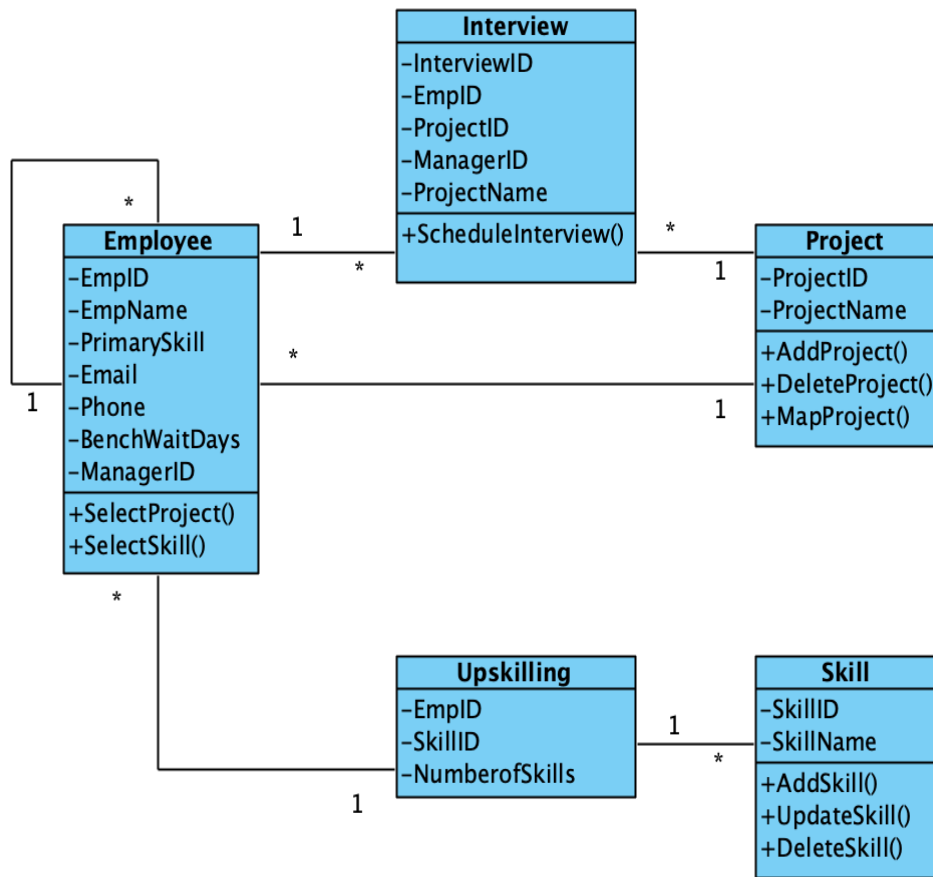 Interview
-InterviewID
-EmpID
-ProjectID
-ManagerID
-ProjectName
+ScheduleInterview()
*
1
*
*
1
Employee
-EmpID
-EmpName
-PrimarySkill
-Email
-Phone
-BenchWaitDays
-ManagerID
+SelectProject()
+SelectSkill()
1
*
1
Project
-ProjectID
-ProjectName
+AddProject()
+DeleteProject()
+MapProject()
*
1
Upskilling
-EmpID
-SkillID
-NumberofSkills
1
*
Skill
-SkillID
-SkillName
+AddSkill()
+UpdateSkill()
+DeleteSkill()